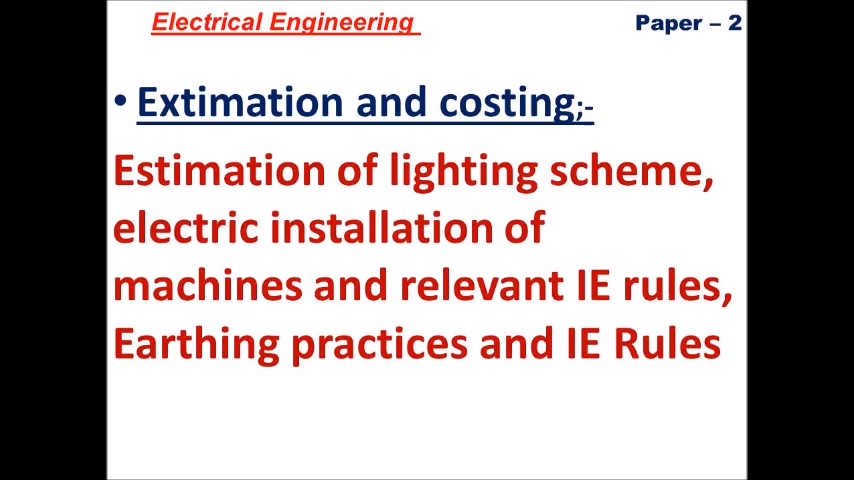 Electrical Engineering
Paper – 2
• Extimation and costing;-
Estimation of lighting scheme,
electric installation of
machines and relevant IE rules,
Earthing practices and IE Rules